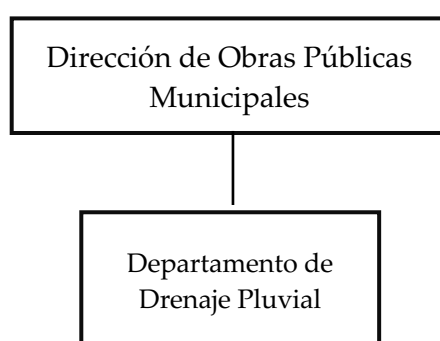 Dirección de Obras Públicas
Municipales
Departamento de
Drenaje Pluvial